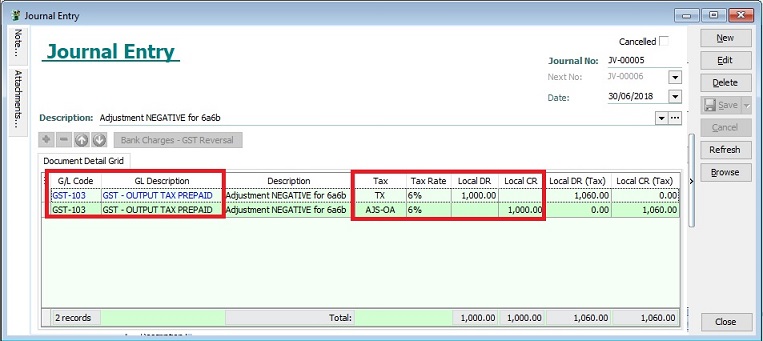 Journal Entry
Note...
Attachments...
Journal Entry
Cancelled
Journal No: JV-00005
Next No: JV-00006
Date: 30/06/2018
Description: Adjustment NEGATIVE for 6a6b
Bank Charges - GST Reversal
Document Detail Grid
G/L Code GL Description Description Tax Tax Rate Local DR Local CR Local DR (Tax) Local CR (Tax)
GST-103 GST - OUTPUT TAX PREPAID Adjustment NEGATIVE for 6a6b TX 6% 1,000.00 1,060.00 0.00
GST-103 GST - OUTPUT TAX PREPAID Adjustment NEGATIVE for 6a6b AJS-OA 6% 1,000.00 0.00 1,060.00
2 records Total: 1,000.00 1,000.00 1,060.00 1,060.00
New
Edit
Delete
Save
Cancel
Refresh
Browse
Close